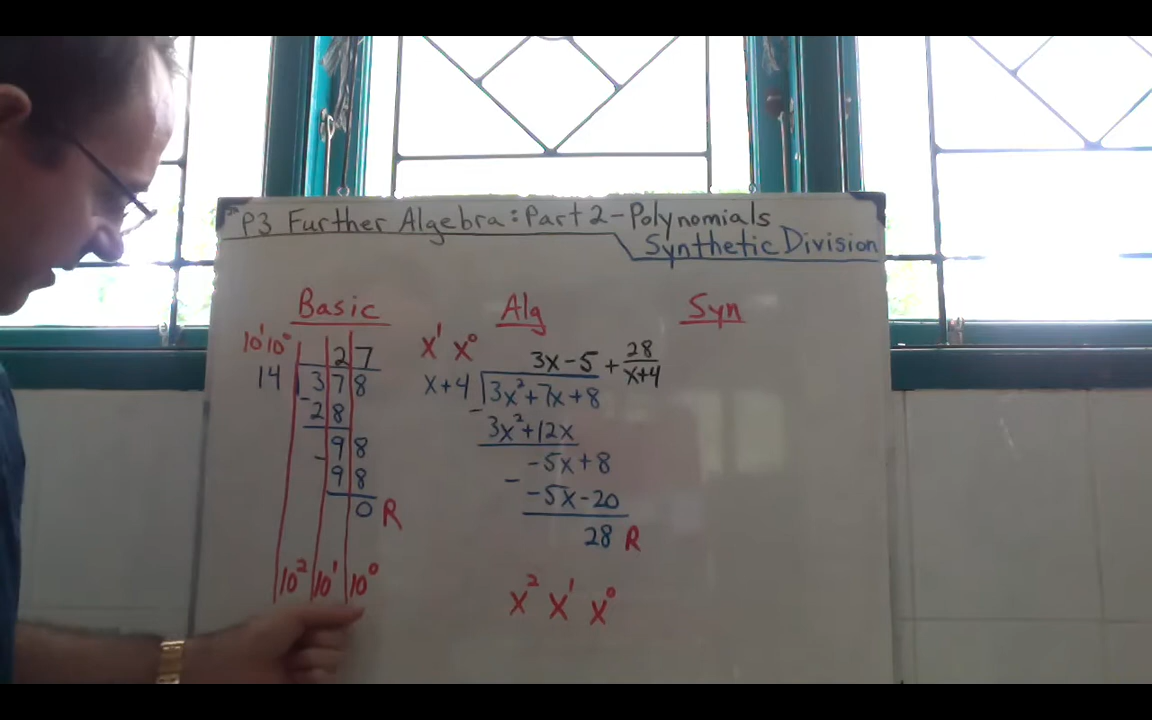 P3 Further Algebra: Part 2 - Polynomials
Synthetic Division
Basic
10¹ 10⁰
2 7
14 3 7 8
- 2 8
9 8
- 9 8
0 R
10² 10¹ 10⁰
Alg
x¹ x⁰
3x - 5 + 28/(x+4)
x + 4 3x² + 7x + 8
- 3x² + 12x
-5x + 8
- -5x - 20
28 R
x² x¹ x⁰
Syn